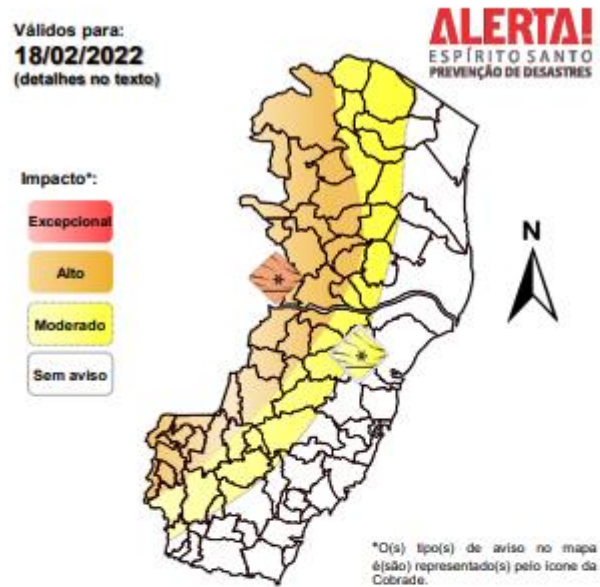 Válidos para:
18/02/2022
(detalhes no texto)
ALERTA!
ESPÍRITO SANTO
PREVENÇÃO DE DESASTRES
Impacto*:
Excepcional
Alto
Moderado
Sem aviso
N
*O(s) tipo(s) de aviso no mapa
é(são) representado(s) pelo ícone da
Cobrade.